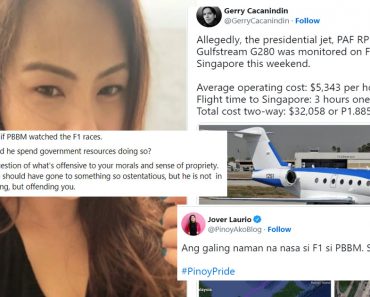 if PBBM watched the F1 races.
d he spend government resources doing so?
estion of what's offensive to your morals and sense of propriety.
should have gone to something so ostentatious, but he is not in
ng, but offending you.
Gerry Cacanindin
@GerryCacanindin
Allegedly, the presidential jet, PAF RP
Gulfstream G280 was monitored on F
Singapore this weekend.
Average operating cost: $5,343 per ho
Flight time to Singapore: 3 hours one
Total cost two-way: $32,058 or P1.885
Jover Laurio
@PinoyAkoBlog · Follow
Ang galing naman na nasa si F1 si PBBM. S
#PinoyPride